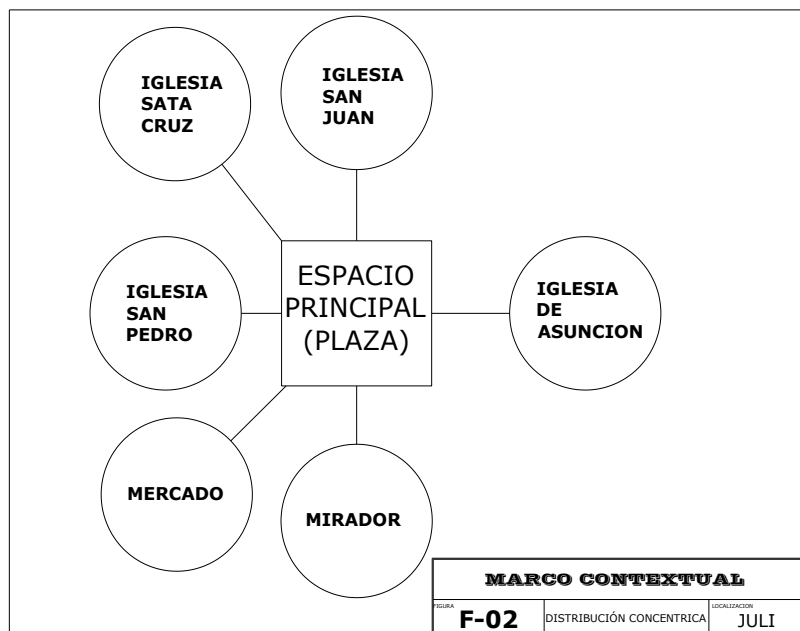 IGLESIA
SATA
CRUZ
IGLESIA
SAN
JUAN
IGLESIA
SAN
PEDRO
ESPACIO
PRINCIPAL
(PLAZA)
IGLESIA
DE
ASUNCION
MERCADO
MIRADOR
MARCO CONTEXTUAL
FIGURA
F-02
DISTRIBUCIÓN CONCENTRICA
LOCALIZACION
JULI